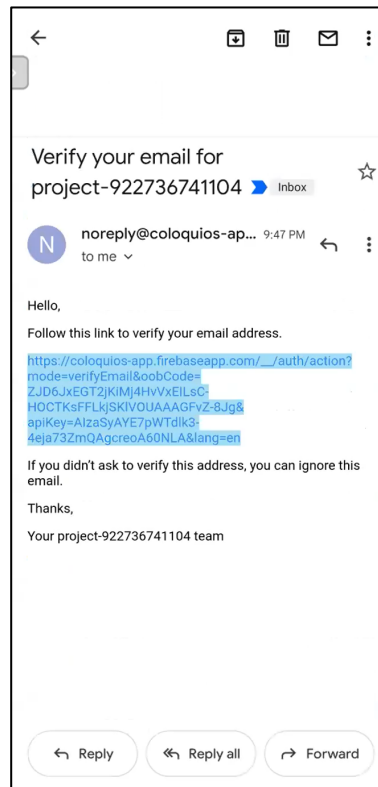 Verify your email for
project-922736741104 Inbox
N
noreply@coloquios-ap... 9:47 PM
to me
Hello,
Follow this link to verify your email address.
https://coloquios-app.firebaseapp.com/__/auth/action?
mode=verifyEmail&oobCode=
ZJD6JxEGT2jKiMj4HvVxEILsC-
HOCTKsFFLkjSKlVOUAAAGFvZ-8Jg&
apiKey=AIzaSyAYE7pWTdlk3-
4eja73ZmQAgcreoA60NLA&lang=en
If you didn't ask to verify this address, you can ignore this
email.
Thanks,
Your project-922736741104 team
Reply Reply all Forward